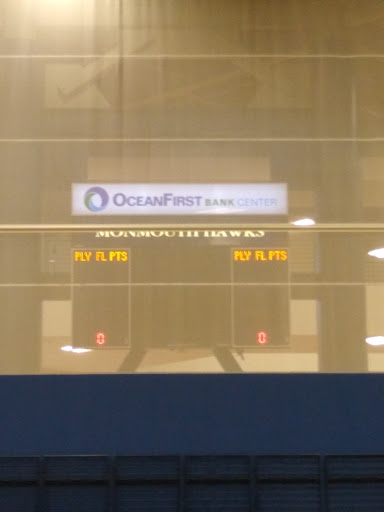 OCEANFIRST BANK CENTER
MONMOUTH HAWKS
PLY FL PTS PLY FL PTS
0 0